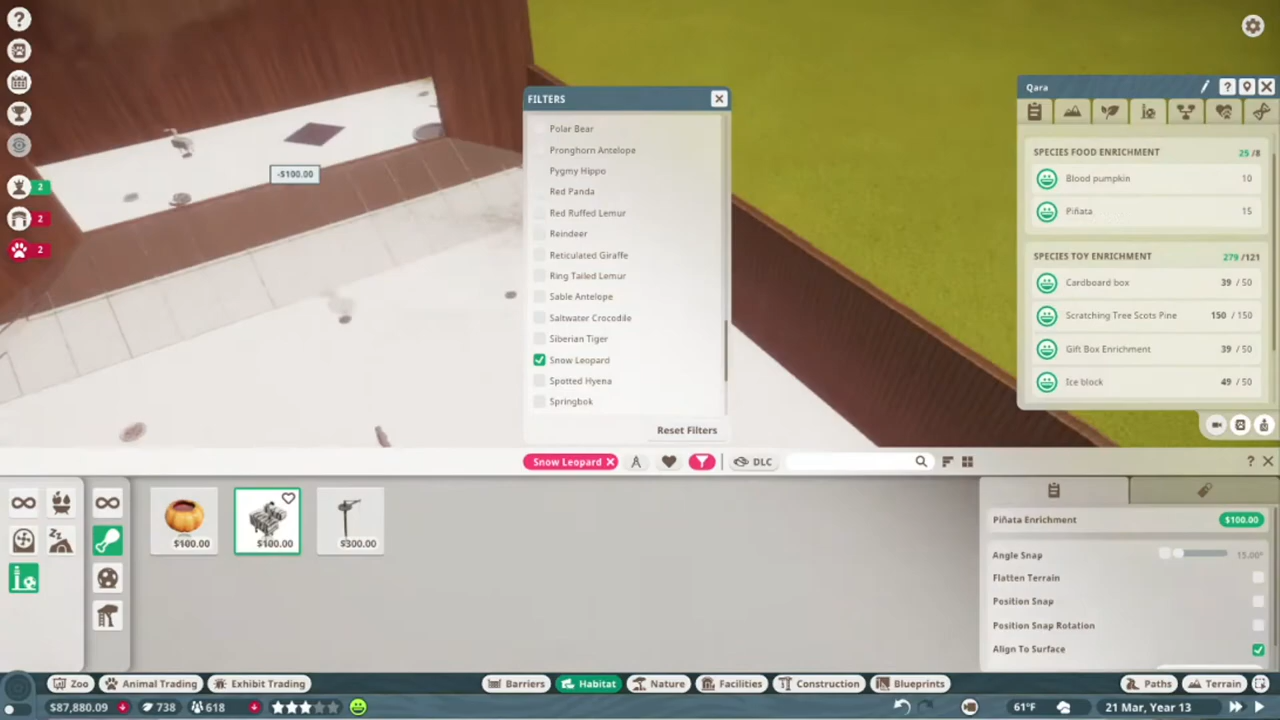 FILTERS
Polar Bear
Pronghorn Antelope
Pygmy Hippo
Red Panda
Red Ruffed Lemur
Reindeer
Reticulated Giraffe
Ring Tailed Lemur
Sable Antelope
Saltwater Crocodile
Siberian Tiger
Snow Leopard
Spotted Hyena
Springbok
Reset Filters
-$100.00
2
2
2
Qara
SPECIES FOOD ENRICHMENT 25 /8
Blood pumpkin 10
Piñata 15
SPECIES TOY ENRICHMENT 279 /121
Cardboard box 39 / 50
Scratching Tree Scots Pine 150 / 150
Gift Box Enrichment 39 / 50
Ice block 49 / 50
Snow Leopard DLC
$100.00 $100.00 $300.00
Piñata Enrichment $100.00
Angle Snap 15.00°
Flatten Terrain
Position Snap
Position Snap Rotation
Align To Surface
Zoo Animal Trading Exhibit Trading Barriers Habitat Nature Facilities Construction Blueprints Paths Terrain
$87,880.09 738 618 61°F 21 Mar, Year 13